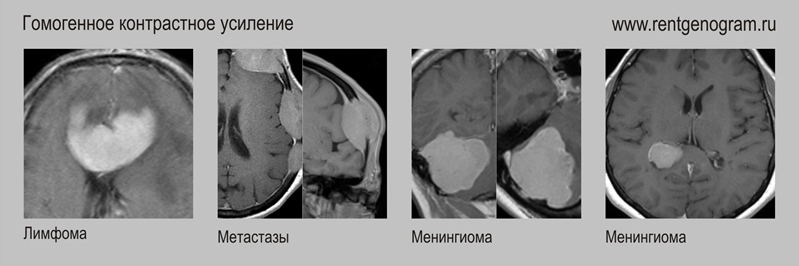 Гомогенное контрастное усиление
www.rentgenogram.ru
Лимфома
Метастазы
Менингиома
Менингиома